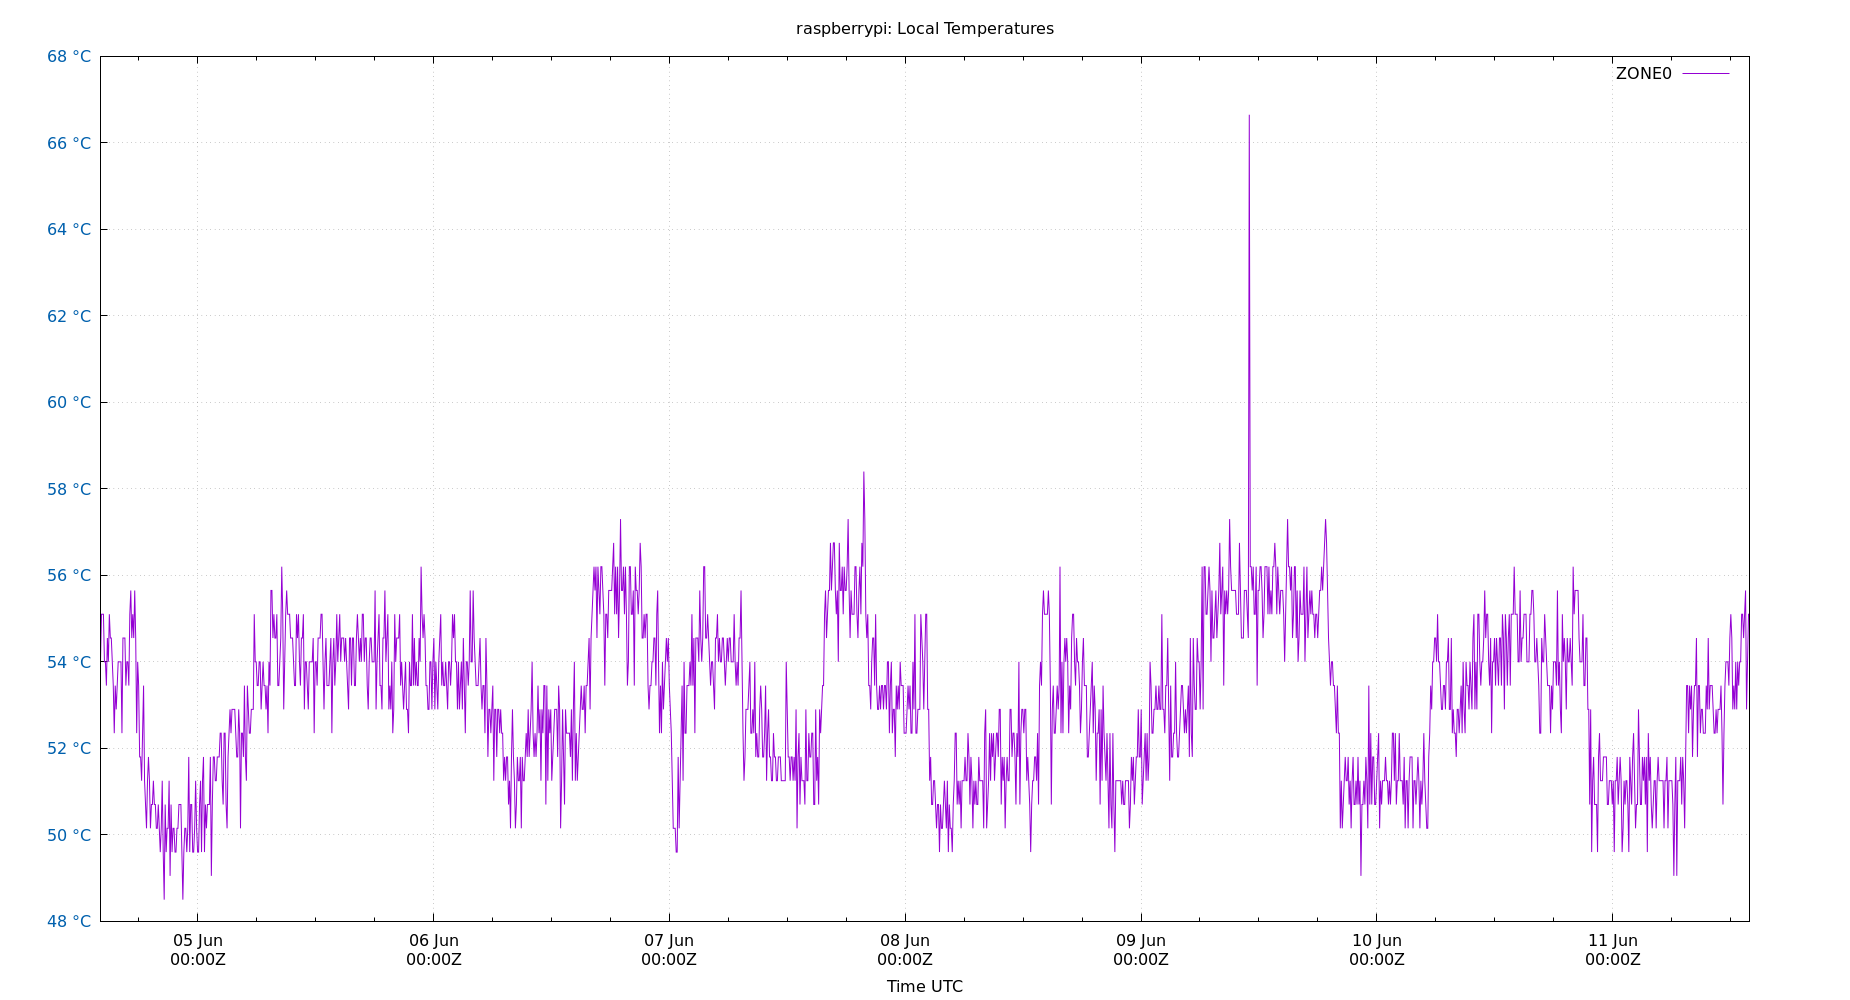 raspberrypi: Local Temperatures
68 °C
ZONE0
66 °C
64 °C
62 °C
60 °C
58 °C
56 °C
54 °C
52 °C
50 °C
48 °C
05 Jun 06 Jun 07 Jun 08 Jun 09 Jun 10 Jun 11 Jun
00:00Z 00:00Z 00:00Z 00:00Z 00:00Z 00:00Z 00:00Z
Time UTC